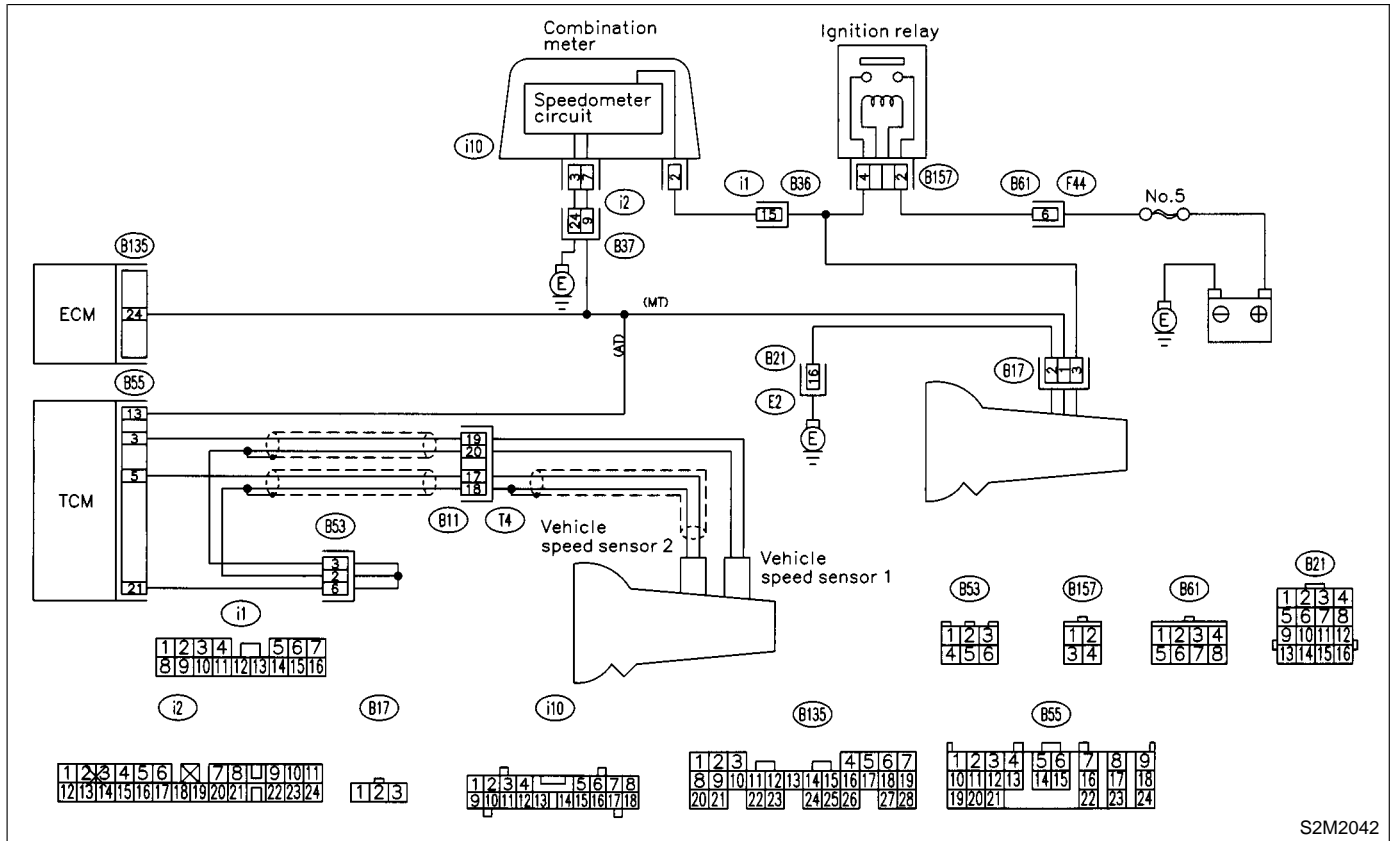 Combination
meter
Ignition relay
Speedometer
circuit
i10
3 7
2
4 2
B157
i1
B36
B61
F44
No.5
15
6
i2
24 9
B37
E
E
B135
ECM
24
(MT)
(AT)
B21
16
E2
E
B17
2 1 3
B55
TCM
13
3
5
21
19
20
17
18
B11
T4
B53
3
2
6
Vehicle
speed sensor 2
Vehicle
speed sensor 1
i1
1 2 3 4 5 6 7
8 9 10 11 12 13 14 15 16
B53
1 2 3
4 5 6
B157
1 2
3 4
B61
1 2 3 4
5 6 7 8
B21
1 2 3 4
5 6 7 8
9 10 11 12
13 14 15 16
i2
1 2 3 4 5 6 7 8 9 10 11
12 13 14 15 16 17 18 19 20 21 22 23 24
B17
1 2 3
i10
1 2 3 4 5 6 7 8
9 10 11 12 13 14 15 16 17 18
B135
1 2 3 4 5 6 7
8 9 10 11 12 13 14 15 16 17 18 19
20 21 22 23 24 25 26 27 28
B55
1 2 3 4 5 6 7 8 9
10 11 12 13 14 15 16 17 18
19 20 21 22 23 24
S2M2042